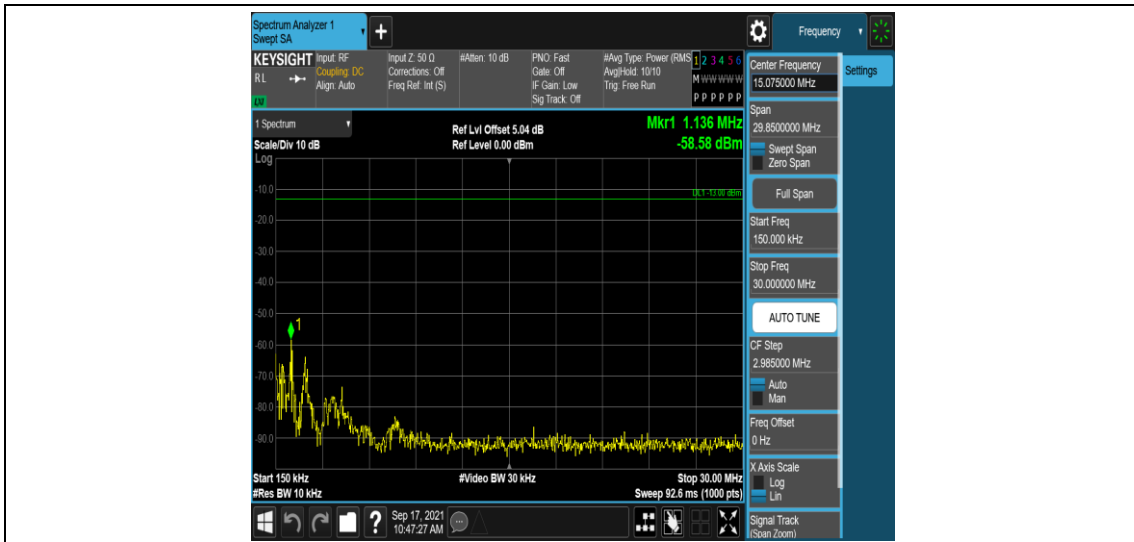 Spectrum Analyzer 1
Swept SA
Frequency
KEYSIGHT
RL
LXI
Input: RF
Coupling: DC
Align: Auto
Input Z: 50 Ω
Corrections: Off
Freq Ref: Int (S)
#Atten: 10 dB
PNO: Fast
Gate: Off
IF Gain: Low
Sig Track: Off
#Avg Type: Power (RMS
Avg|Hold: 10/10
Trig: Free Run
1 2 3 4 5 6
M W W W W W
P P P P P P
1 Spectrum
Scale/Div 10 dB
Log
Ref Lvl Offset 5.04 dB
Ref Level 0.00 dBm
Mkr1 1.136 MHz
-58.58 dBm
DL1 -13.00 dBm
-10.0
-20.0
-30.0
-40.0
-50.0
-60.0
-70.0
-80.0
-90.0
1
Start 150 kHz
#Res BW 10 kHz
#Video BW 30 kHz
Stop 30.00 MHz
Sweep 92.6 ms (1000 pts)
Center Frequency
15.075000 MHz
Settings
Span
29.8500000 MHz
Swept Span
Zero Span
Full Span
Start Freq
150.000 kHz
Stop Freq
30.000000 MHz
AUTO TUNE
CF Step
2.985000 MHz
Auto
Man
Freq Offset
0 Hz
X Axis Scale
Log
Lin
Signal Track
(Span Zoom)
?
Sep 17, 2021
10:47:27 AM